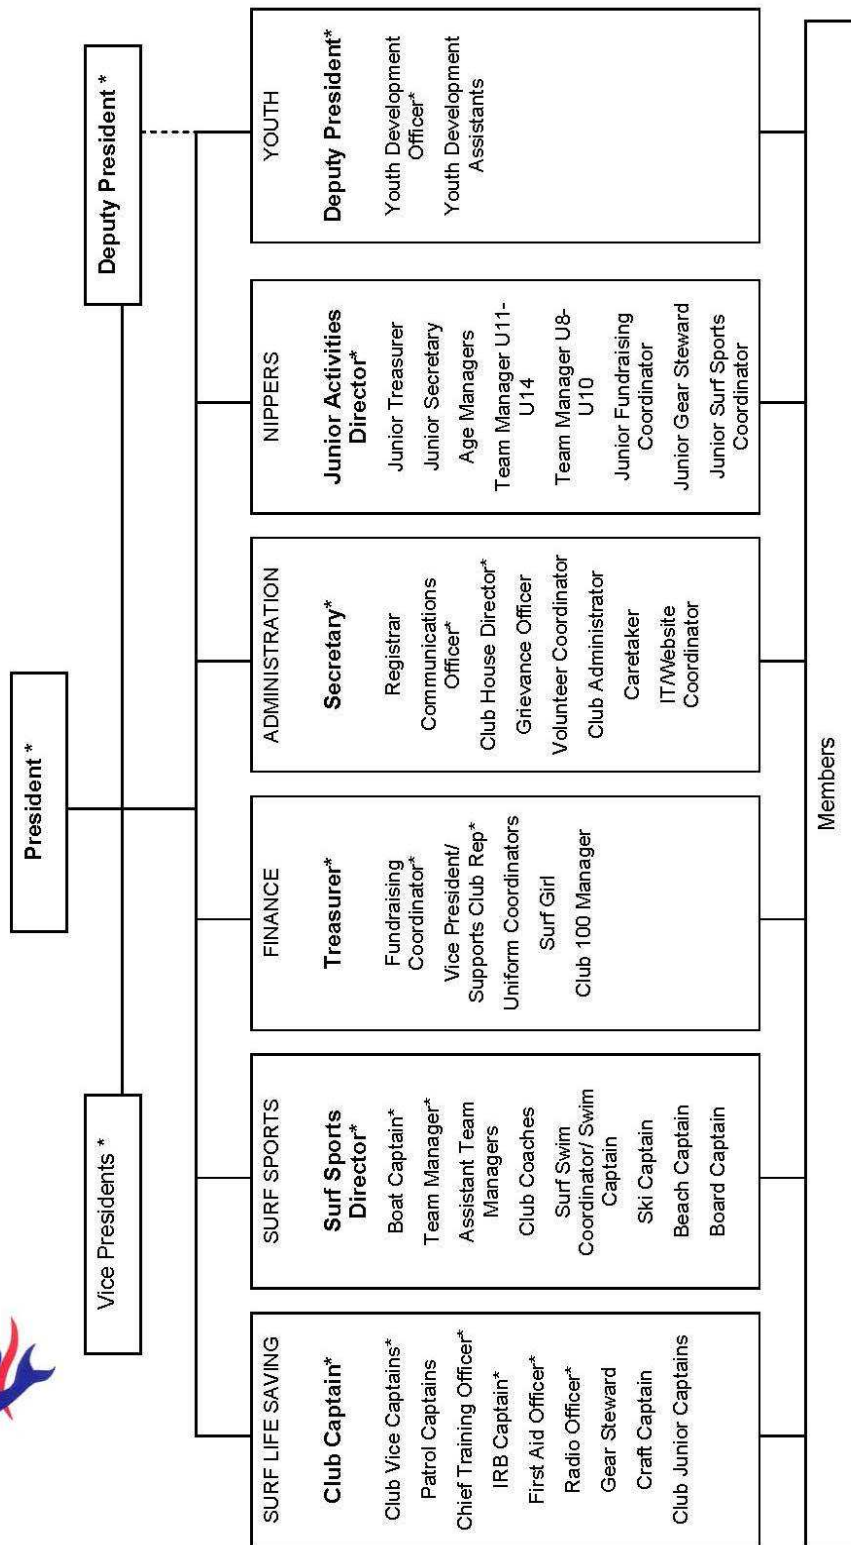 President *
Vice Presidents *
Deputy President *
SURF LIFE SAVING
Club Captain*
Club Vice Captains*
Patrol Captains
Chief Training Officer*
IRB Captain*
First Aid Officer*
Radio Officer*
Gear Steward
Craft Captain
Club Junior Captains
SURF SPORTS
Surf Sports
Director*
Boat Captain*
Team Manager*
Assistant Team
Managers
Club Coaches
Surf Swim
Coordinator/ Swim
Captain
Ski Captain
Beach Captain
Board Captain
FINANCE
Treasurer*
Fundraising
Coordinator*
Vice President/
Supports Club Rep*
Uniform Coordinators
Surf Girl
Club 100 Manager
ADMINISTRATION
Secretary*
Registrar
Communications
Officer*
Club House Director*
Grievance Officer
Volunteer Coordinator
Club Administrator
Caretaker
IT/Website
Coordinator
NIPPERS
Junior Activities
Director*
Junior Treasurer
Junior Secretary
Age Managers
Team Manager U11-
U14
Team Manager U8-
U10
Junior Fundraising
Coordinator
Junior Gear Steward
Junior Surf Sports
Coordinator
YOUTH
Deputy President*
Youth Development
Officer*
Youth Development
Assistants
Members